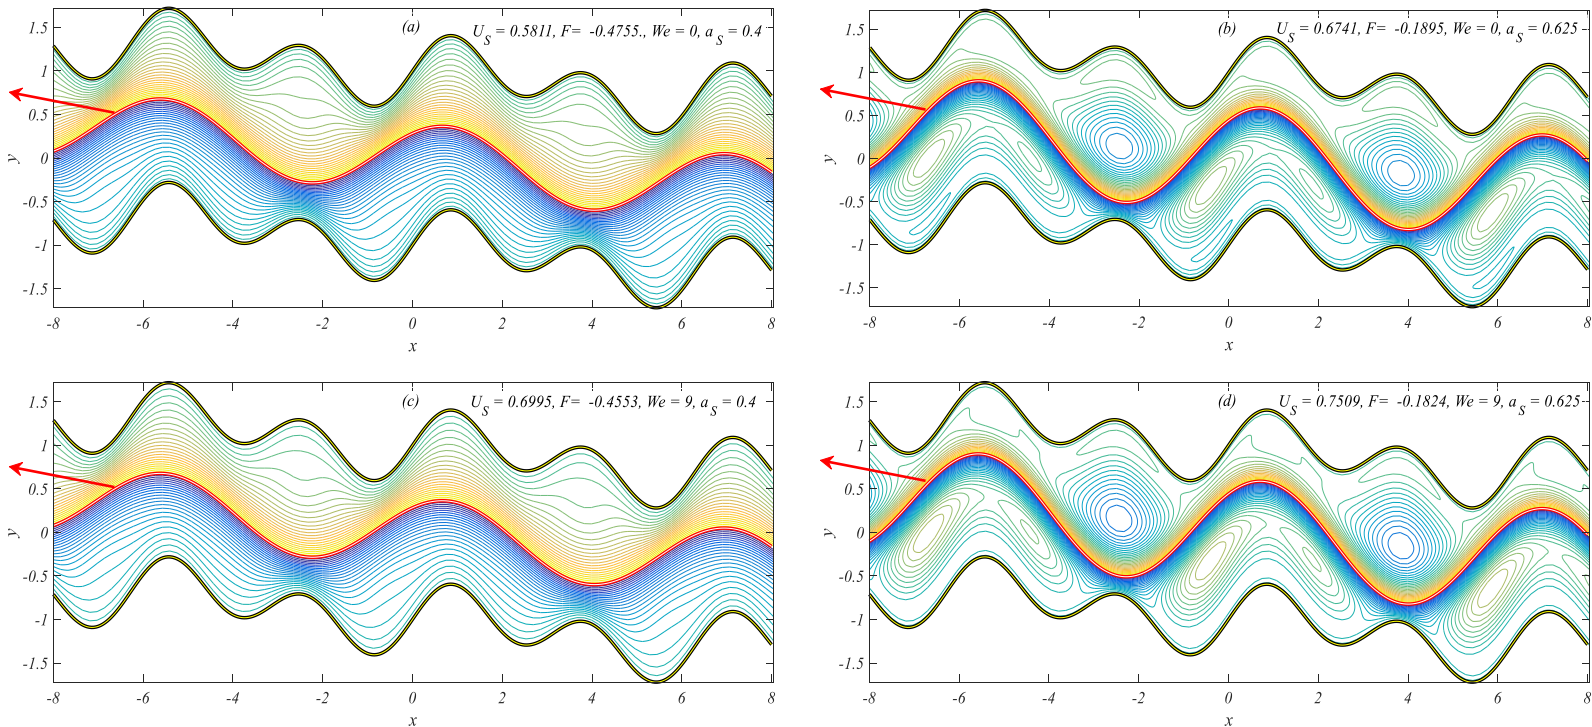 (a)
U_S = 0.5811, F= -0.4755., We = 0, a_S = 0.4
1.5
1
0.5
0
-0.5
-1
-1.5
y
-8 -6 -4 -2 0 2 4 6 8
x
(b)
U_S = 0.6741, F= -0.1895, We = 0, a_S = 0.625
1.5
1
0.5
0
-0.5
-1
-1.5
y
-8 -6 -4 -2 0 2 4 6 8
x
(c)
U_S = 0.6995, F= -0.4553, We = 9, a_S = 0.4
1.5
1
0.5
0
-0.5
-1
-1.5
y
-8 -6 -4 -2 0 2 4 6 8
x
(d)
U_S = 0.7509, F= -0.1824, We = 9, a_S = 0.625
1.5
1
0.5
0
-0.5
-1
-1.5
y
-8 -6 -4 -2 0 2 4 6 8
x